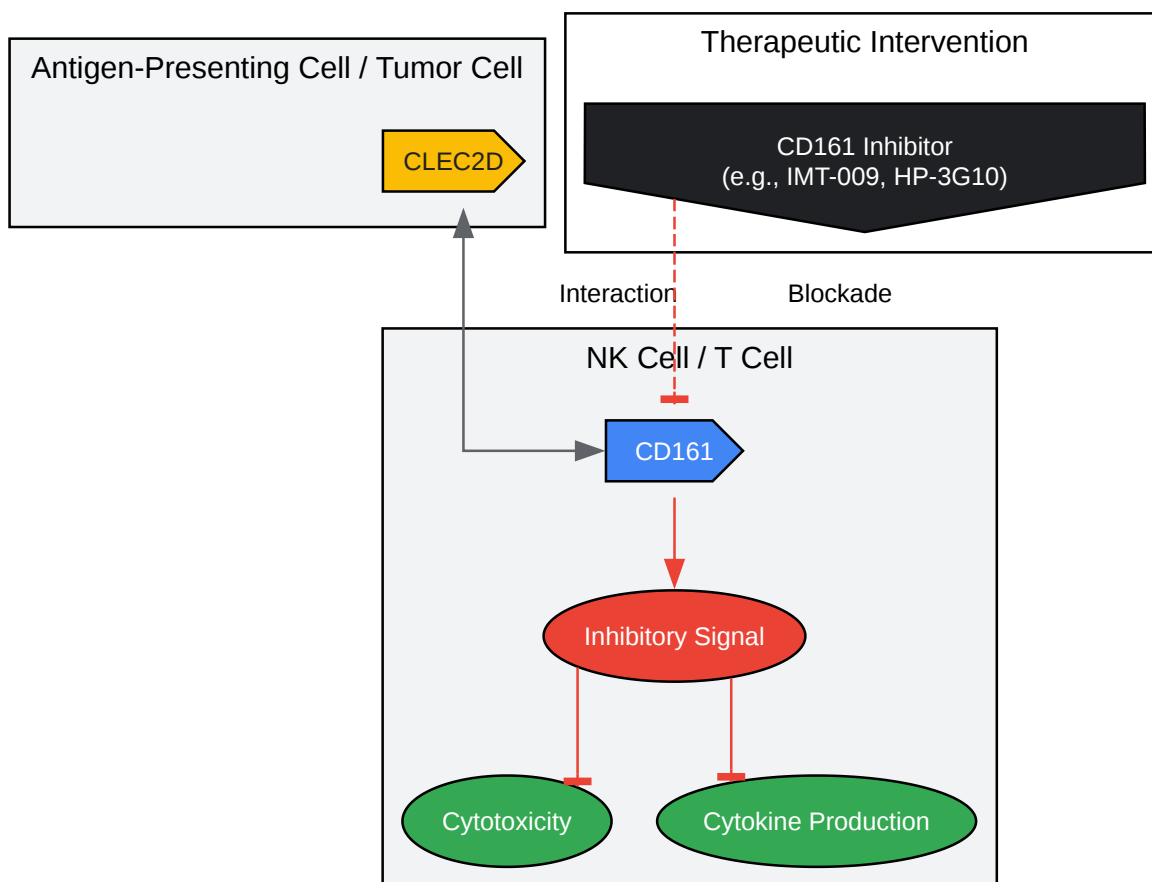 Therapeutic Intervention
Antigen-Presenting Cell / Tumor Cell
CD161 Inhibitor
(e.g., IMT-009, HP-3G10)
CLEC2D
Interaction
Blockade
NK Cell / T Cell
CD161
Inhibitory Signal
Cytotoxicity
Cytokine Production